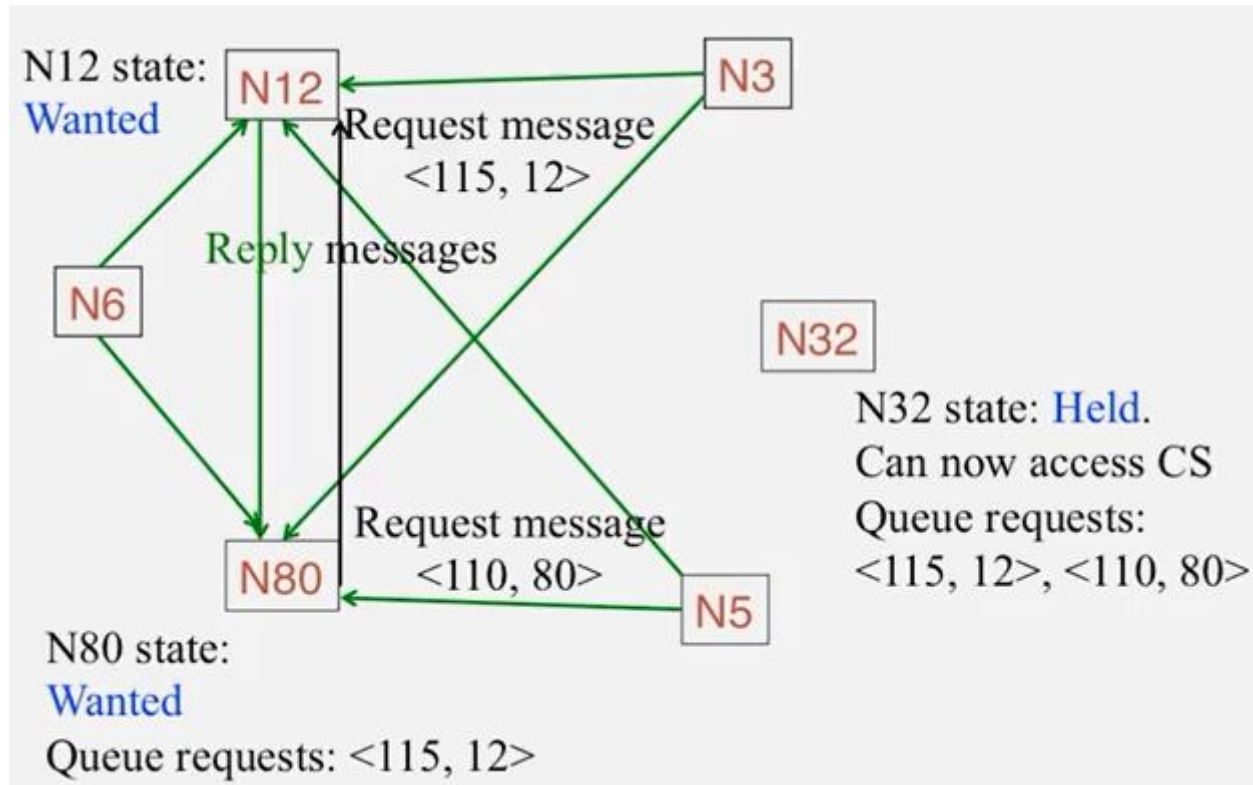 N12 state:
Wanted
N12
N3
Request message
<115, 12>
Reply messages
N6
N32
N32 state: Held.
Can now access CS
Queue requests:
<115, 12>, <110, 80>
Request message
<110, 80>
N80
N5
N80 state:
Wanted
Queue requests: <115, 12>